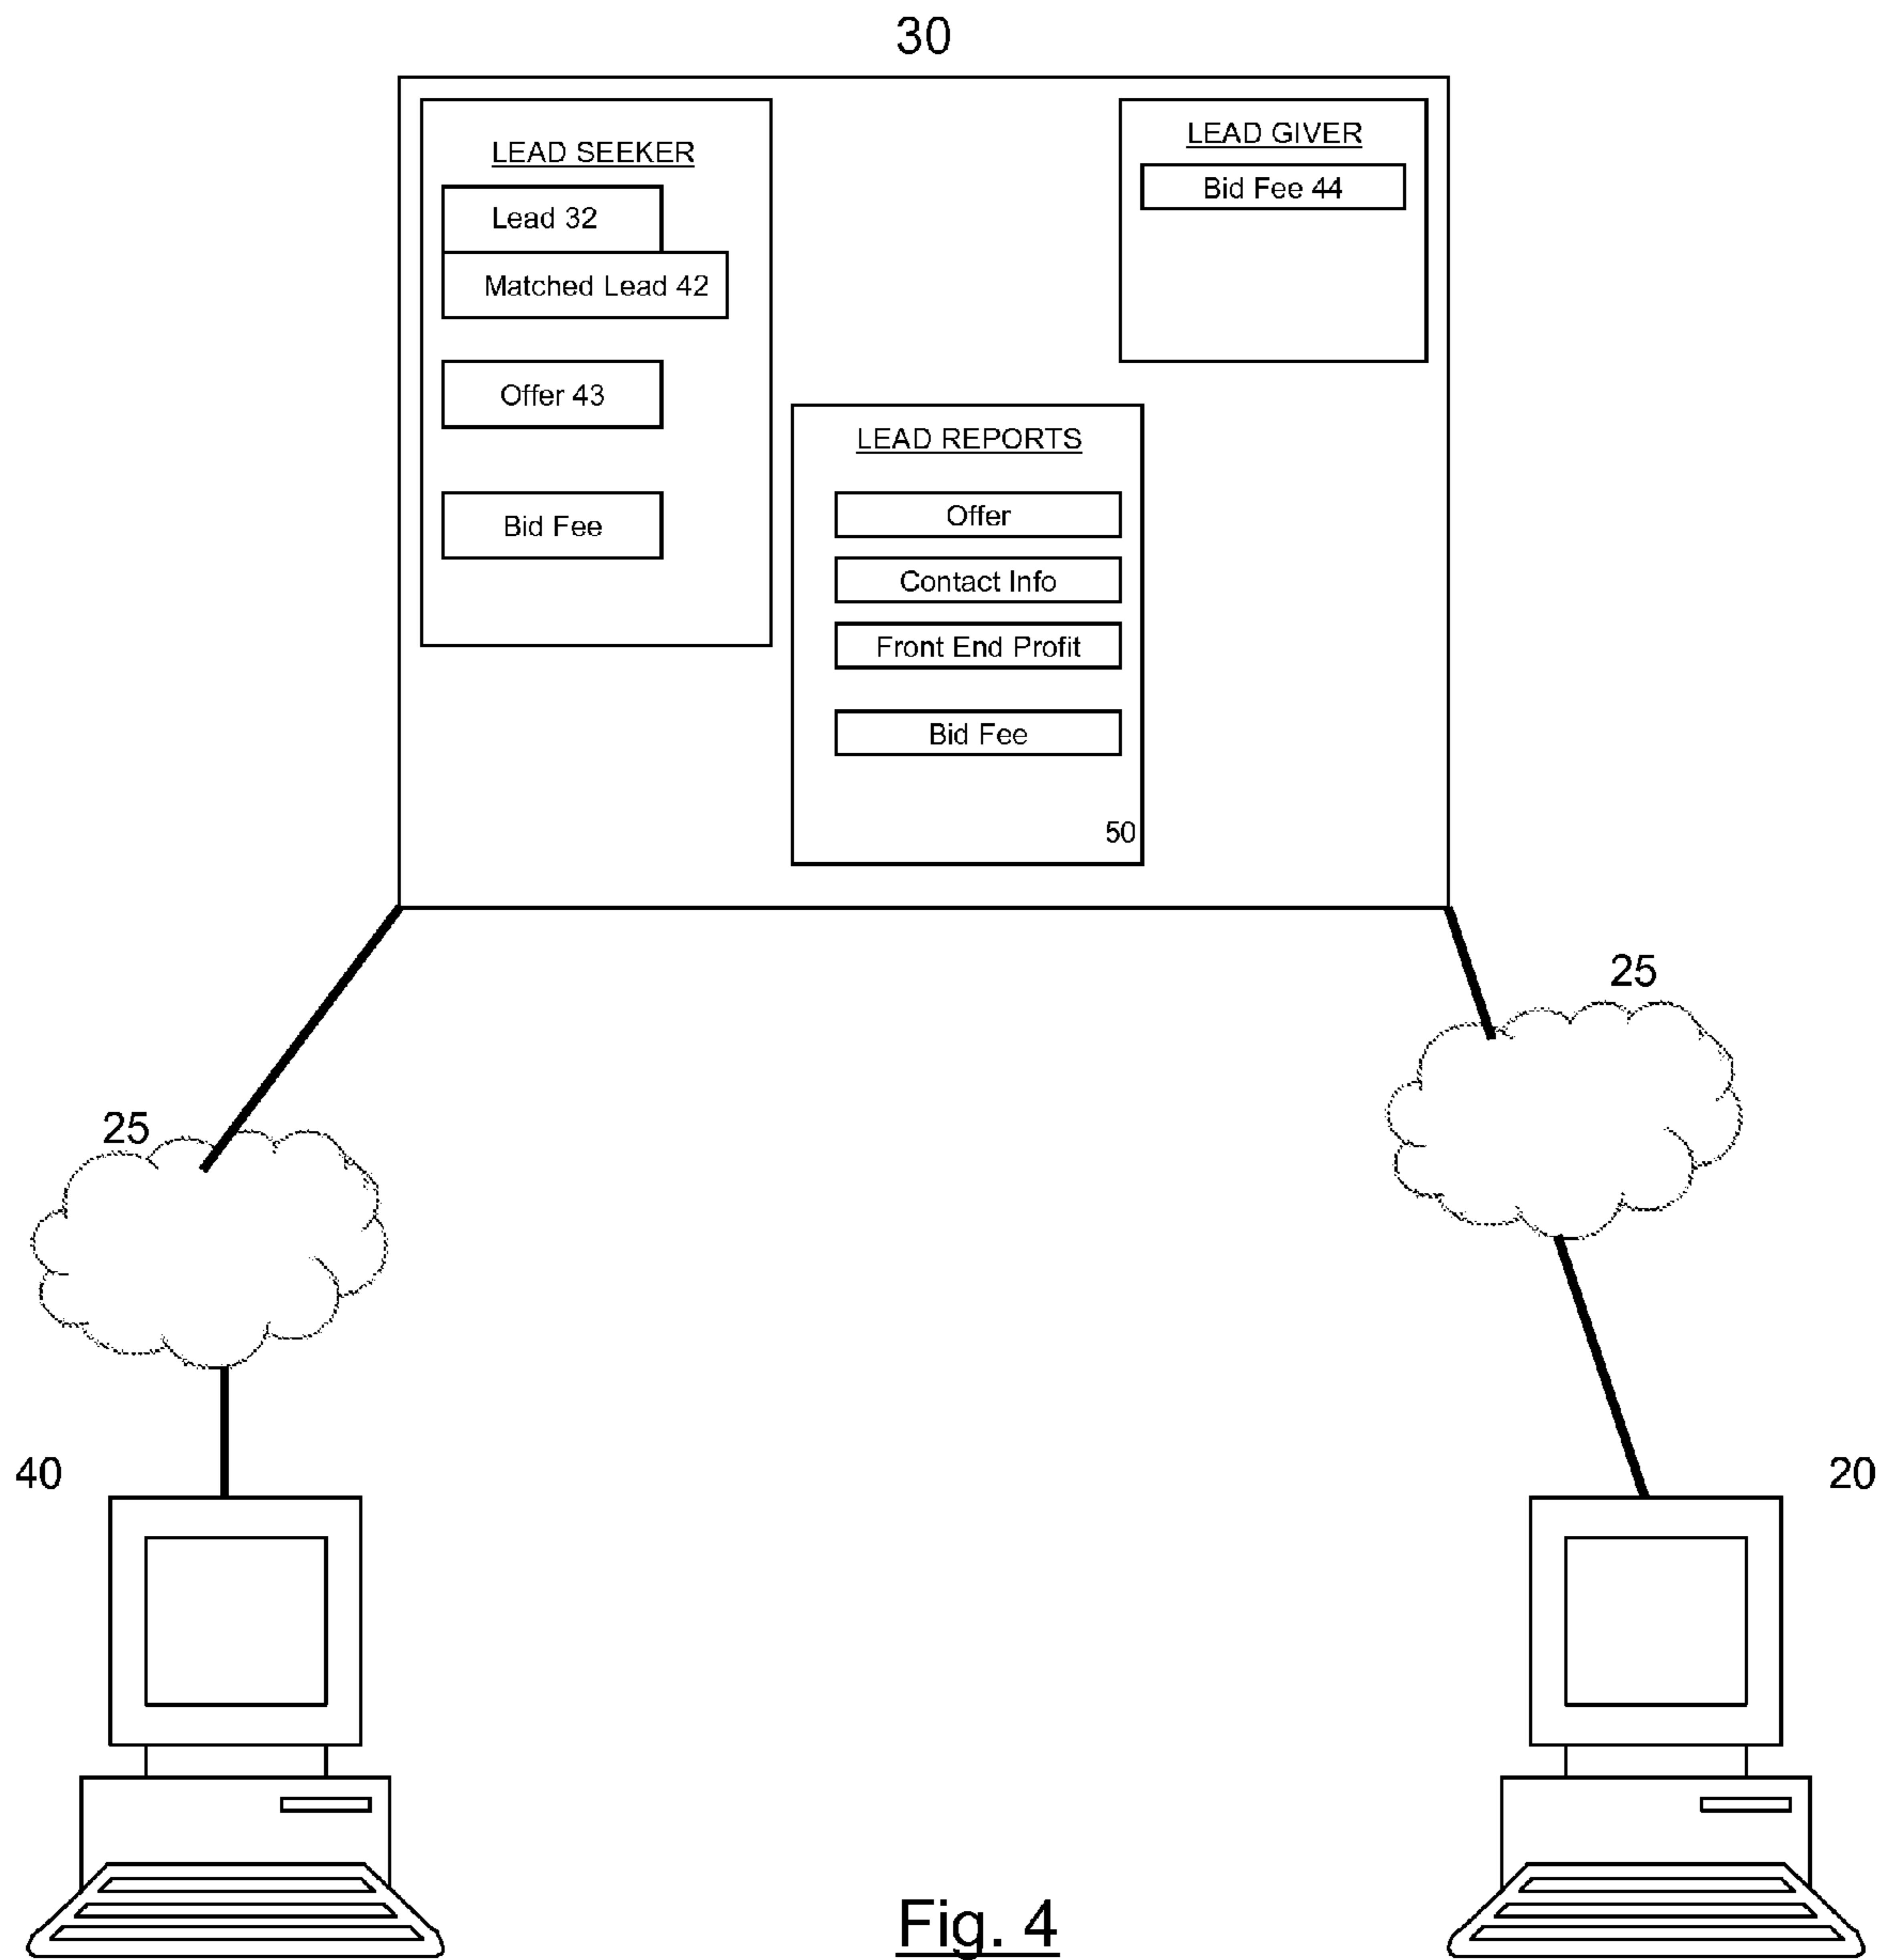 30
LEAD SEEKER
Lead 32
Matched Lead 42
Offer 43
Bid Fee
LEAD GIVER
Bid Fee 44
LEAD REPORTS
Offer
Contact Info
Front End Profit
Bid Fee
50
25
25
40
20
Fig. 4